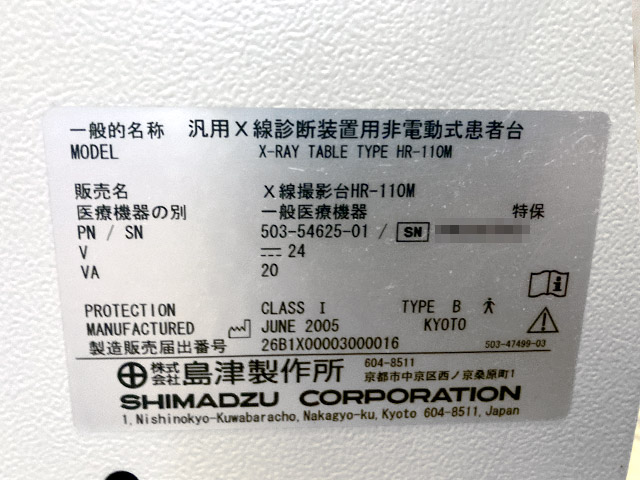 一般的名称 汎用X線診断装置用非電動式患者台
MODEL X-RAY TABLE TYPE HR-110M
販売名 X線撮影台HR-110M
医療機器の別 一般医療機器 特保
PN / SN 503-54625-01 / SN
V 24
VA 20
PROTECTION CLASS I TYPE B
MANUFACTURED JUNE 2005 KYOTO
製造販売届出番号 26B1X00003000016 503-47499-03
株式会社 島津製作所 604-8511 京都市中京区西ノ京桑原町1
SHIMADZU CORPORATION
1, Nishinokyo-Kuwabaracho, Nakagyo-ku, Kyoto 604-8511, Japan